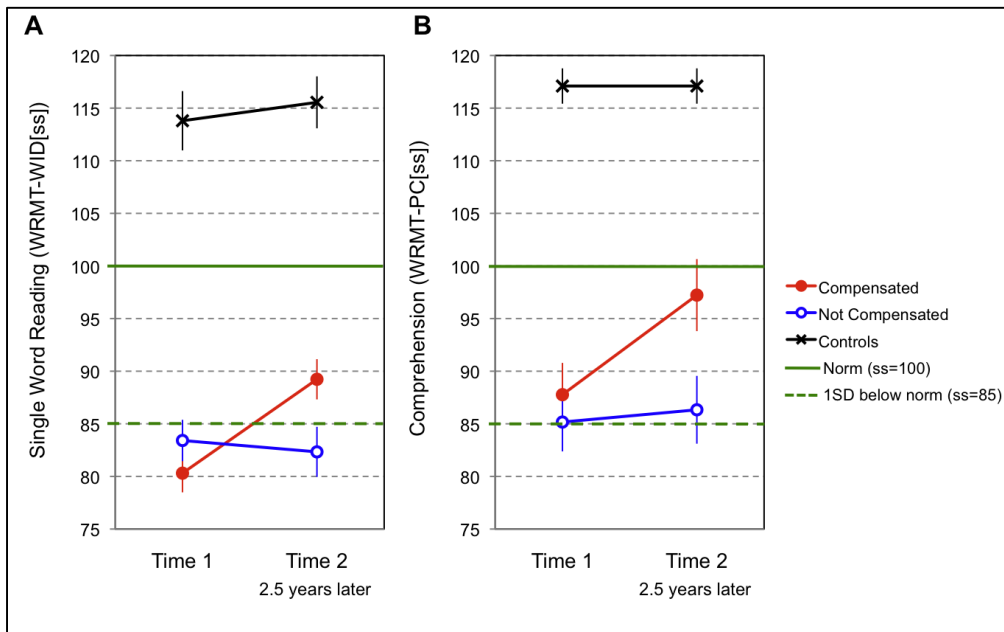 A
Single Word Reading (WRMT-WID[ss])
120
115
110
105
100
95
90
85
80
75
Time 1
Time 2
2.5 years later
B
Comprehension (WRMT-PC[ss])
120
115
110
105
100
95
90
85
80
75
Time 1
Time 2
2.5 years later
Compensated
Not Compensated
Controls
Norm (ss=100)
1SD below norm (ss=85)